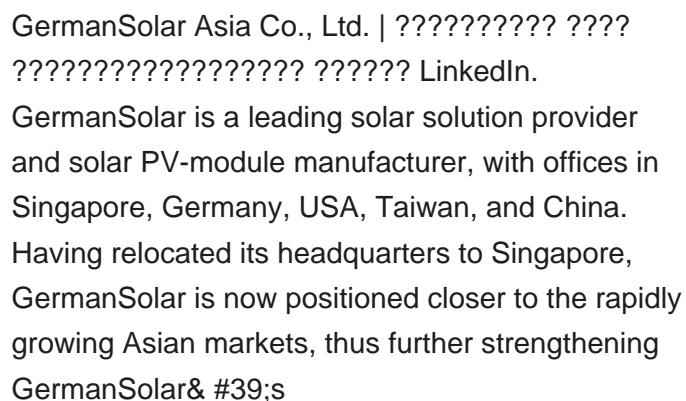 GermanSolar Asia Co., Ltd. | ?????????? ????
?????????????????? ?????? LinkedIn.
GermanSolar is a leading solar solution provider
and solar PV-module manufacturer, with offices in
Singapore, Germany, USA, Taiwan, and China.
Having relocated its headquarters to Singapore,
GermanSolar is now positioned closer to the rapidly
growing Asian markets, thus further strengthening
GermanSolar& #39;s